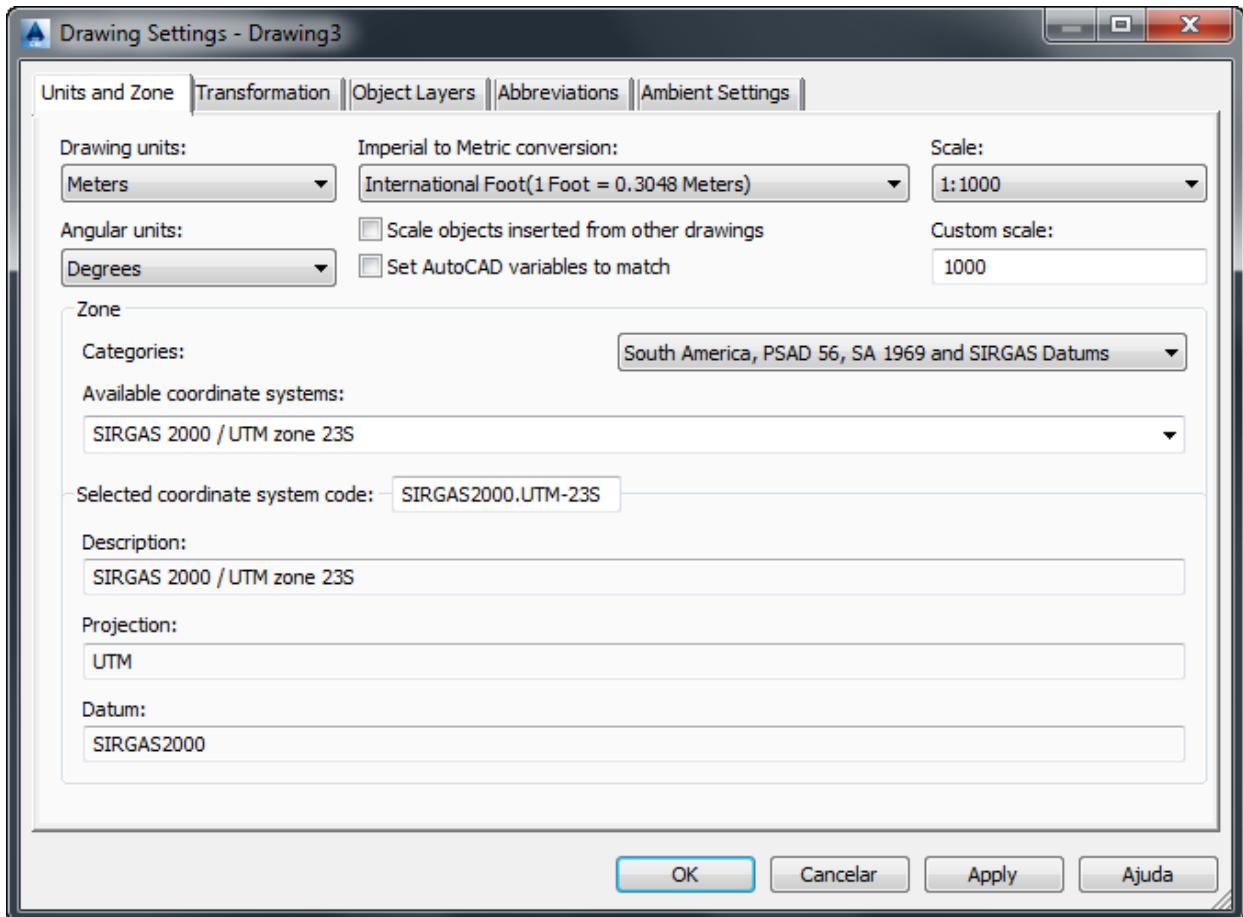 Drawing Settings - Drawing3
Units and Zone Transformation Object Layers Abbreviations Ambient Settings
Drawing units: Imperial to Metric conversion: Scale:
Meters International Foot(1 Foot = 0.3048 Meters) 1:1000
Angular units: Scale objects inserted from other drawings Custom scale:
Degrees Set AutoCAD variables to match 1000
Zone
Categories: South America, PSAD 56, SA 1969 and SIRGAS Datums
Available coordinate systems:
SIRGAS 2000 / UTM zone 23S
Selected coordinate system code: SIRGAS2000.UTM-23S
Description:
SIRGAS 2000 / UTM zone 23S
Projection:
UTM
Datum:
SIRGAS2000
OK Cancelar Apply Ajuda